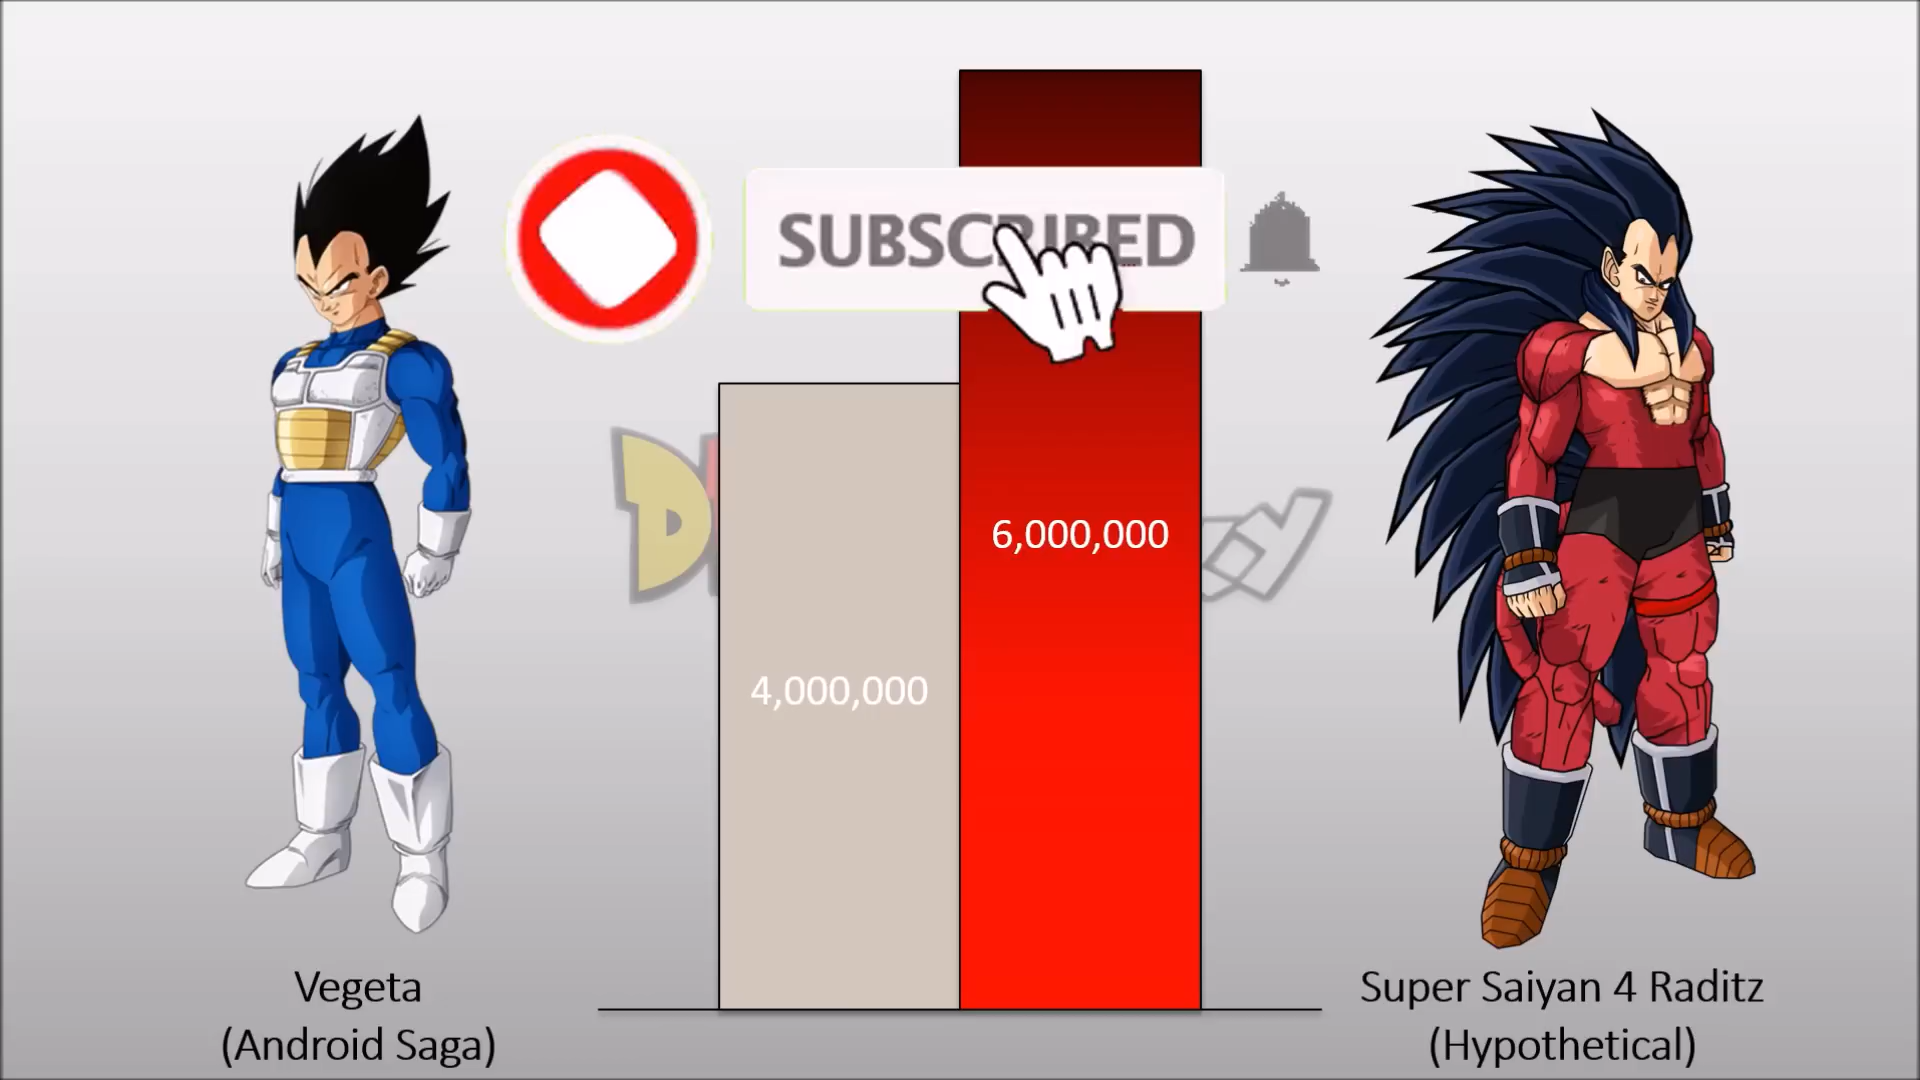 SUBSCRIBED
6,000,000
4,000,000
Vegeta
(Android Saga)
Super Saiyan 4 Raditz
(Hypothetical)